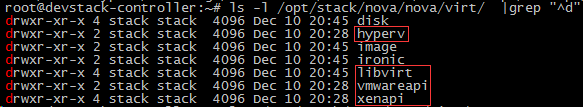 root@devstack-controller:~# ls -l /opt/stack/nova/nova/virt/  |grep "^d"
drwxr-xr-x 4 stack stack  4096 Dec 10 20:45 disk
drwxr-xr-x 2 stack stack  4096 Dec 10 20:28 hyperv
drwxr-xr-x 2 stack stack  4096 Dec 10 20:45 image
drwxr-xr-x 2 stack stack  4096 Dec 10 20:45 ironic
drwxr-xr-x 4 stack stack  4096 Dec 10 20:45 libvirt
drwxr-xr-x 2 stack stack  4096 Dec 10 20:28 vmwareapi
drwxr-xr-x 4 stack stack  4096 Dec 10 20:45 xenapi